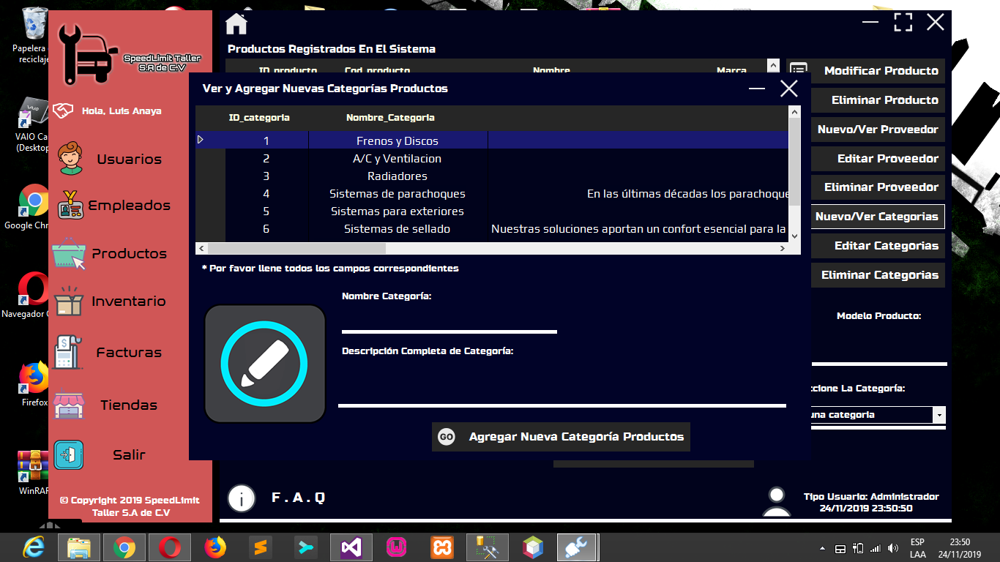 Papelera
reciclaje
VAIO Ca
(Desktop
Google Chr
Navegador
Firefox
WinRAR
SpeedLimit Taller
S.A de C.V
Hola, Luis Anaya
Usuarios
Empleados
Productos
Inventario
Facturas
Tiendas
Salir
© Copyright 2019 SpeedLimit
Taller S.A de C.V
Productos Registrados En El Sistema
ID_producto Cod_producto Nombre Marca
Ver y Agregar Nuevas Categorías Productos
ID_categoria Nombre_Categoria
1 Frenos y Discos
2 A/C y Ventilacion
3 Radiadores
4 Sistemas de parachoques En las últimas décadas los parachoque
5 Sistemas para exteriores
6 Sistemas de sellado Nuestras soluciones aportan un confort esencial para la
* Por favor llene todos los campos correspondientes
Nombre Categoría:
Descripción Completa de Categoría:
GO Agregar Nueva Categoría Productos
Modificar Producto
Eliminar Producto
Nuevo/Ver Proveedor
Editar Proveedor
Eliminar Proveedor
Nuevo/Ver Categorias
Editar Categorias
Eliminar Categorias
Modelo Producto:
ccione La Categoría:
una categoria
F . A . Q
Tipo Usuario: Administrador
24/11/2019 23:50:50
ESP
LAA
23:50
24/11/2019